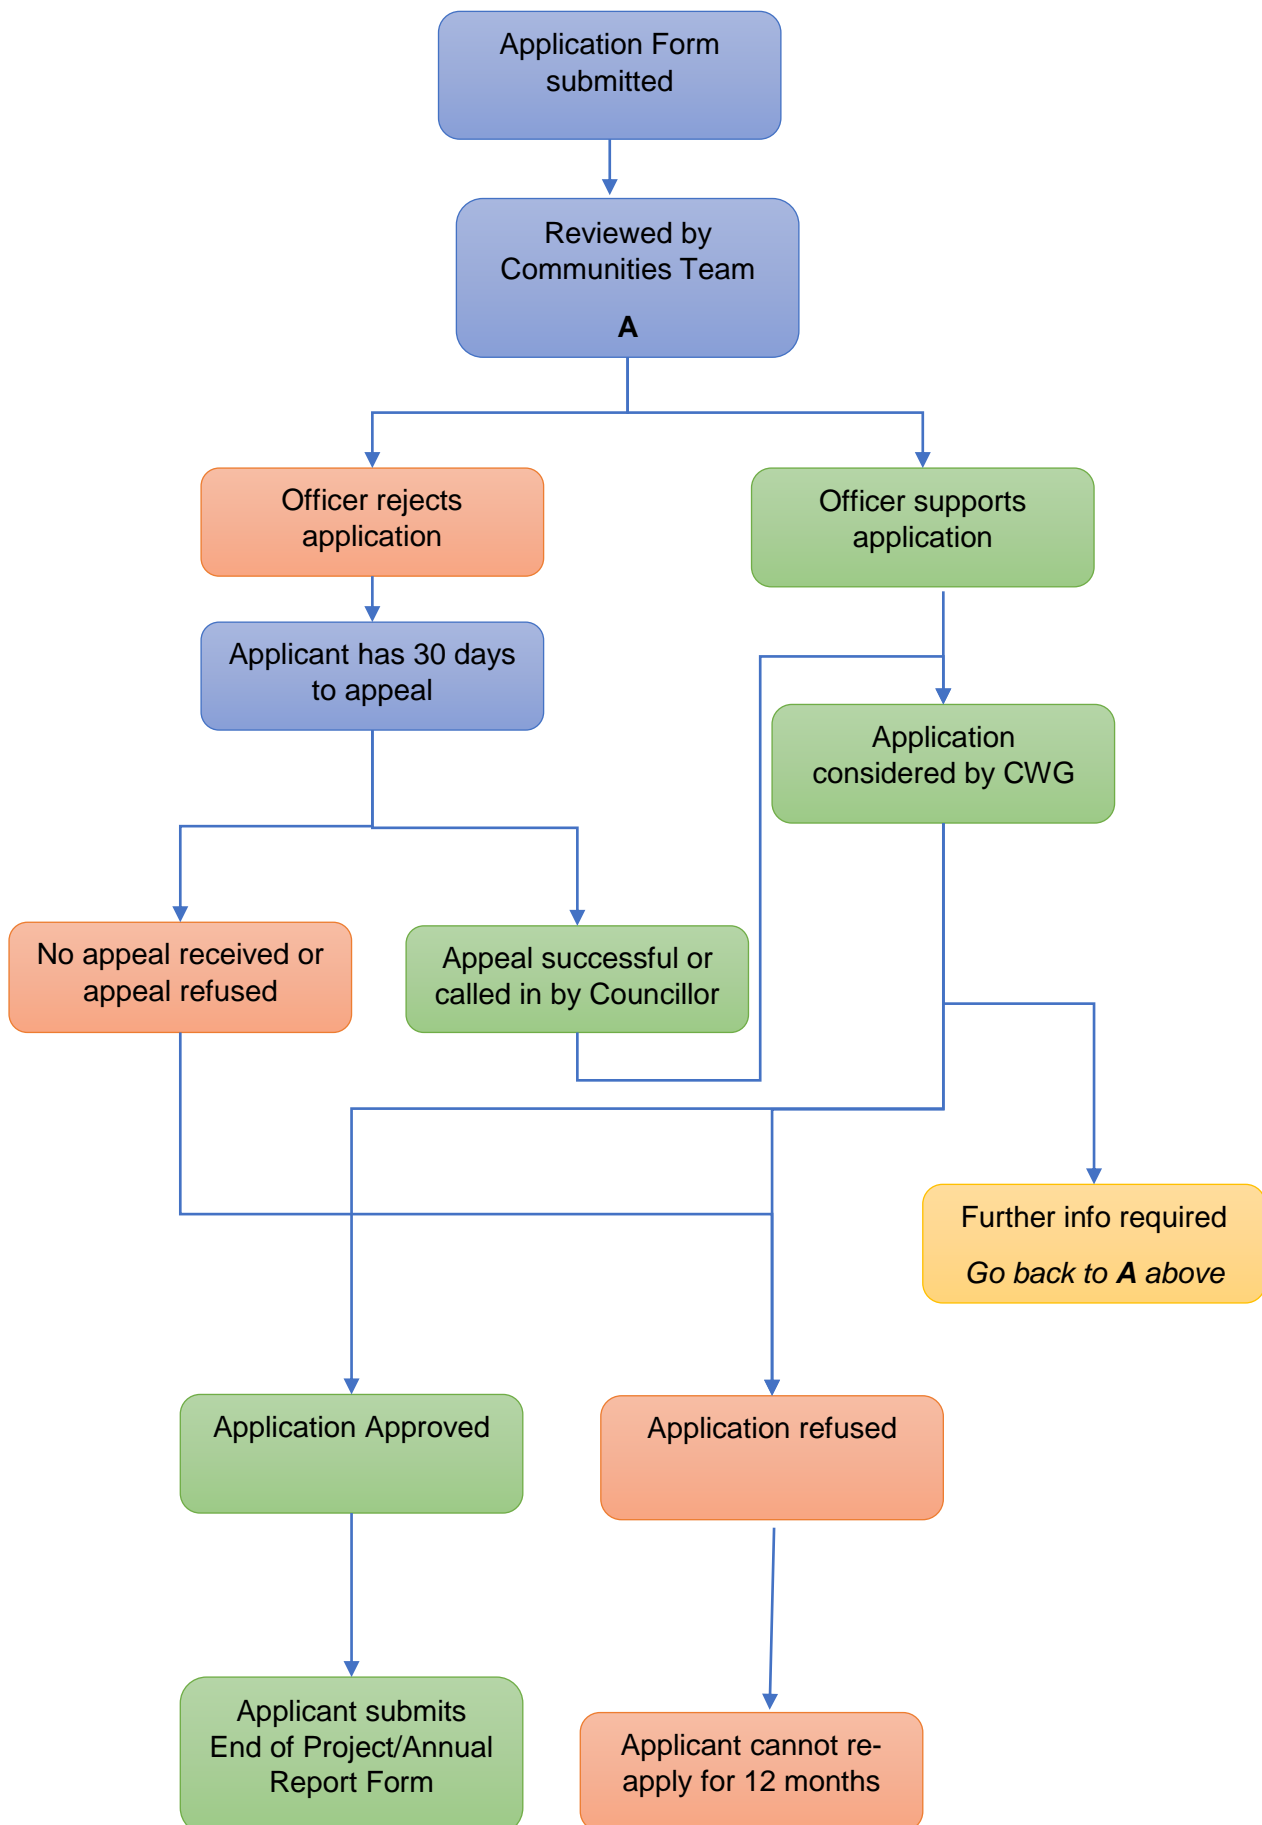 Application Form
submitted
Reviewed by
Communities Team
A
Officer rejects
application
Officer supports
application
Applicant has 30 days
to appeal
Application
considered by CWG
No appeal received or
appeal refused
Appeal successful or
called in by Councillor
Further info required
Go back to A above
Application Approved
Application refused
Applicant submits
End of Project/Annual
Report Form
Applicant cannot re-
apply for 12 months